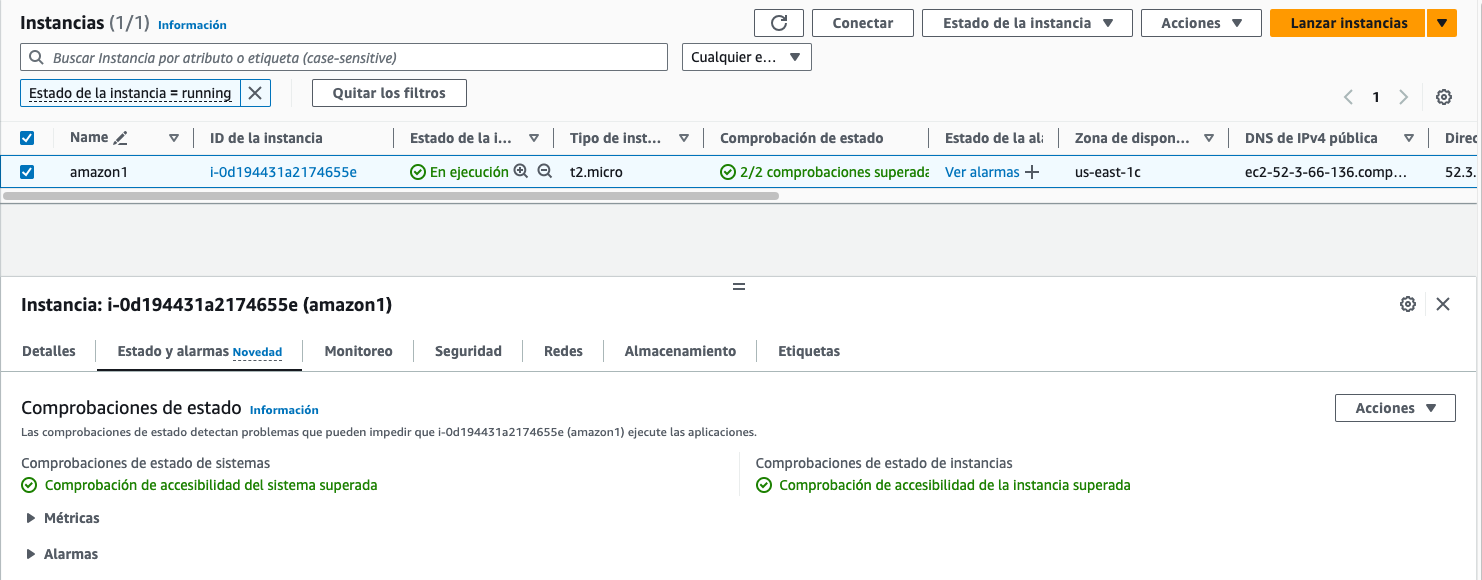 Instancias (1/1) Información
Conectar Estado de la instancia Acciones Lanzar instancias
Buscar Instancia por atributo o etiqueta (case-sensitive) Cualquier e...
Estado de la instancia = running Quitar los filtros
1
Name ID de la instancia Estado de la i... Tipo de inst... Comprobación de estado Estado de la al Zona de dispon... DNS de IPv4 pública Direc
amazon1 i-0d194431a2174655e En ejecución t2.micro 2/2 comprobaciones superada Ver alarmas us-east-1c ec2-52-3-66-136.comp... 52.3.
Instancia: i-0d194431a2174655e (amazon1)
Detalles Estado y alarmas Novedad Monitoreo Seguridad Redes Almacenamiento Etiquetas
Comprobaciones de estado Información Acciones
Las comprobaciones de estado detectan problemas que pueden impedir que i-0d194431a2174655e (amazon1) ejecute las aplicaciones.
Comprobaciones de estado de sistemas Comprobaciones de estado de instancias
Comprobación de accesibilidad del sistema superada Comprobación de accesibilidad de la instancia superada
Métricas
Alarmas